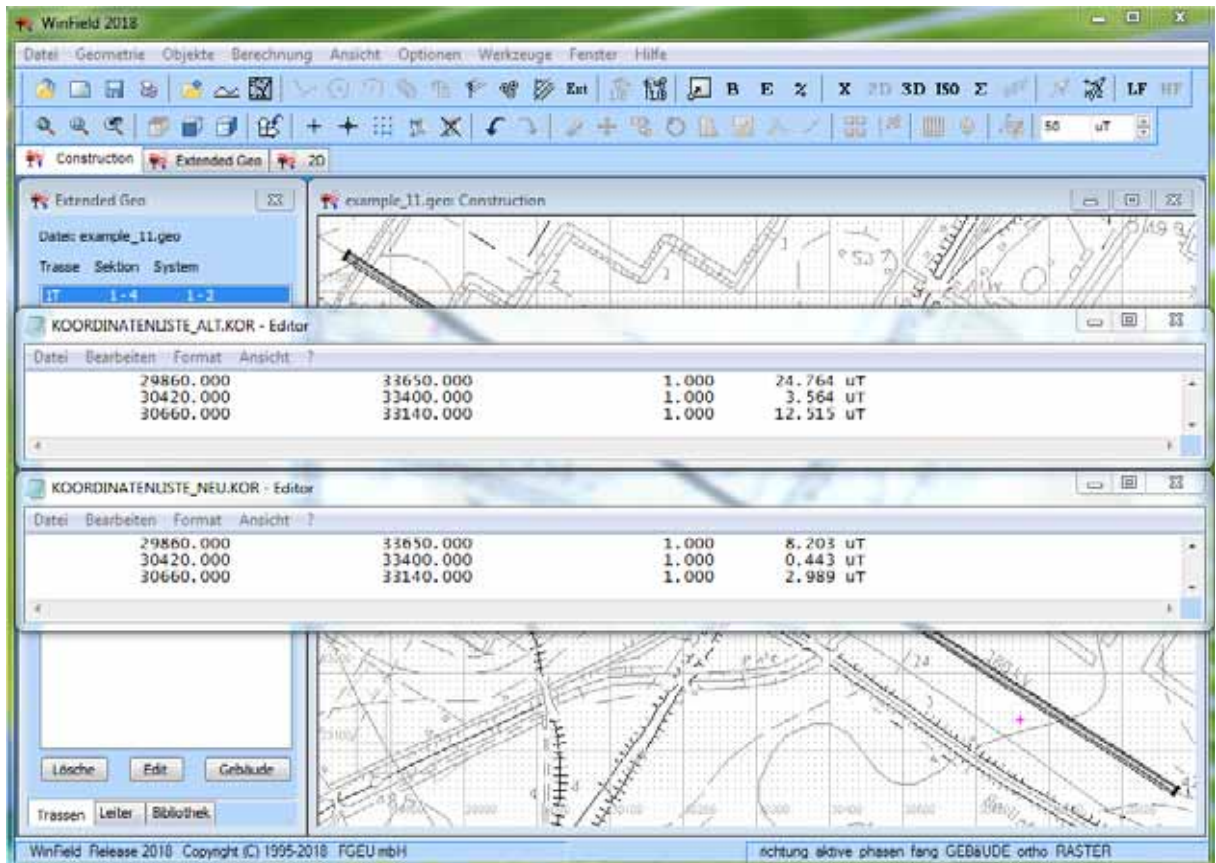 WinField 2018
Datei Geometrie Objekte Berechnung Ansicht Optionen Werkzeuge Fenster Hilfe
Ent B E % X 2D 3D ISO Σ LF HF
50 uT
Construction Extended Geo 2D
Extended Geo
example_11.geo: Construction
Datei: example_11.geo
Trasse Sektion System
1T 1 - 4 1 - 2
KOORDINATENLISTE_ALT.KOR - Editor
Datei Bearbeiten Format Ansicht ?
29860.000 33650.000 1.000 24.764 uT
30420.000 33400.000 1.000 3.564 uT
30660.000 33140.000 1.000 12.515 uT
KOORDINATENLISTE_NEU.KOR - Editor
Datei Bearbeiten Format Ansicht ?
29860.000 33650.000 1.000 8.203 uT
30420.000 33400.000 1.000 0.443 uT
30660.000 33140.000 1.000 2.989 uT
Lösche Edit Gebäude
Trassen Leiter Bibliothek
WinField Release 2018 Copyright (C) 1995-2018 FGEU mbH
richtung aktive phasen fang GEBäUDE ortho RASTER